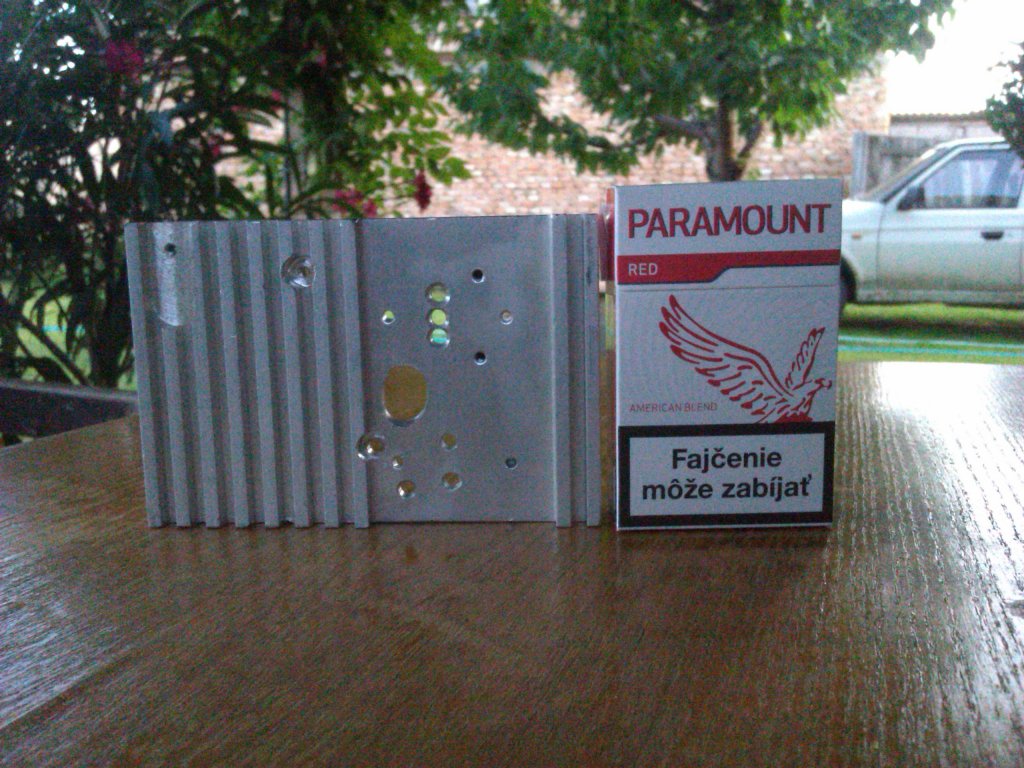 PARAMOUNT
RED
AMERICAN BLEND
Fajčenie
môže zabíjať